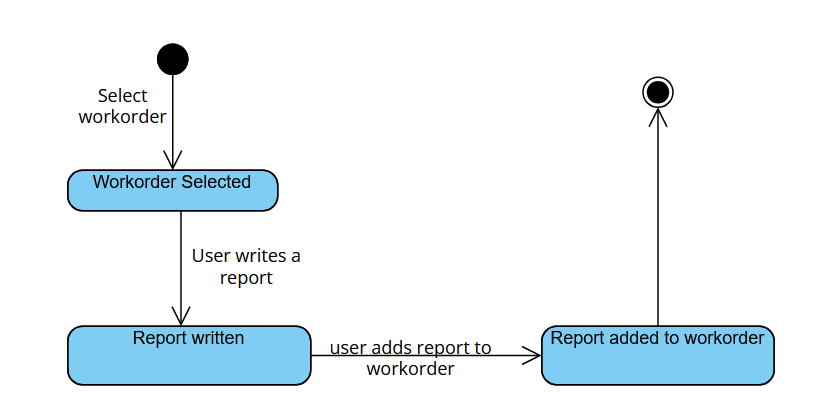 Select
workorder
Workorder Selected
User writes a
report
Report written
user adds report to
workorder
Report added to workorder